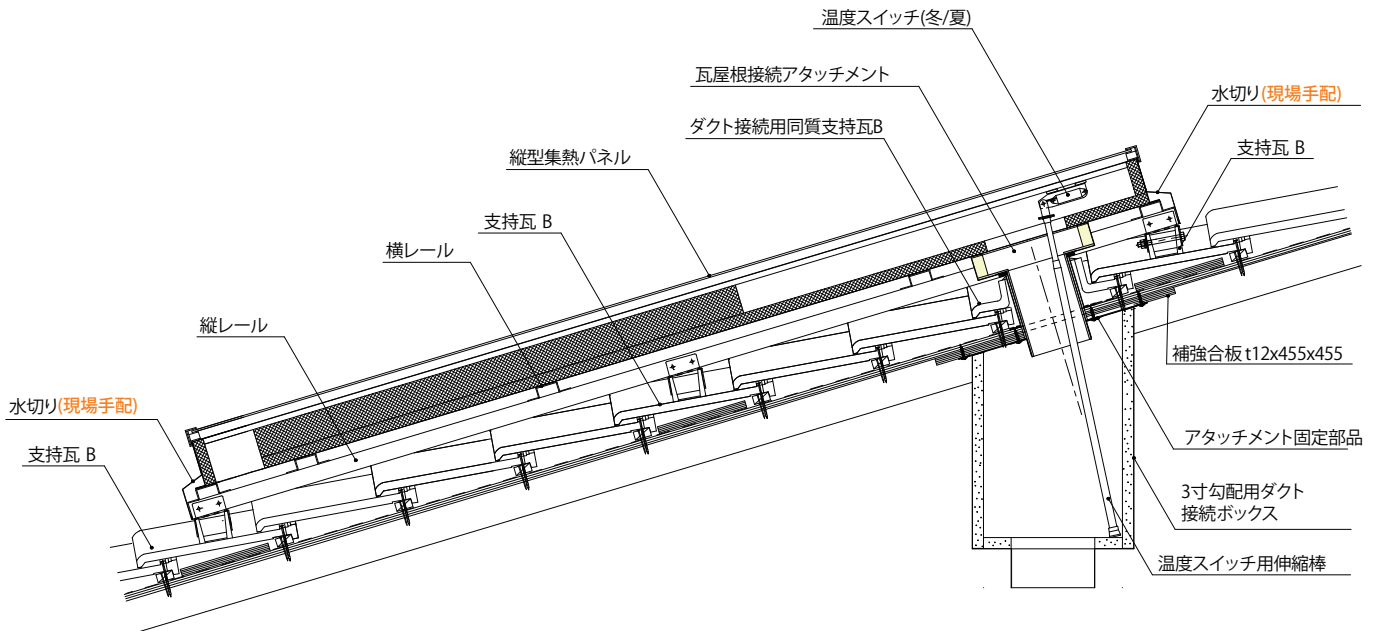 温度スイッチ(冬/夏)
瓦屋根接続アタッチメント
水切り(現場手配)
ダクト接続用同質支持瓦B
支持瓦 B
縦型集熱パネル
支持瓦 B
横レール
縦レール
補強合板t12x455x455
水切り(現場手配)
アタッチメント固定部品
支持瓦 B
3寸勾配用ダクト
接続ボックス
温度スイッチ用伸縮棒